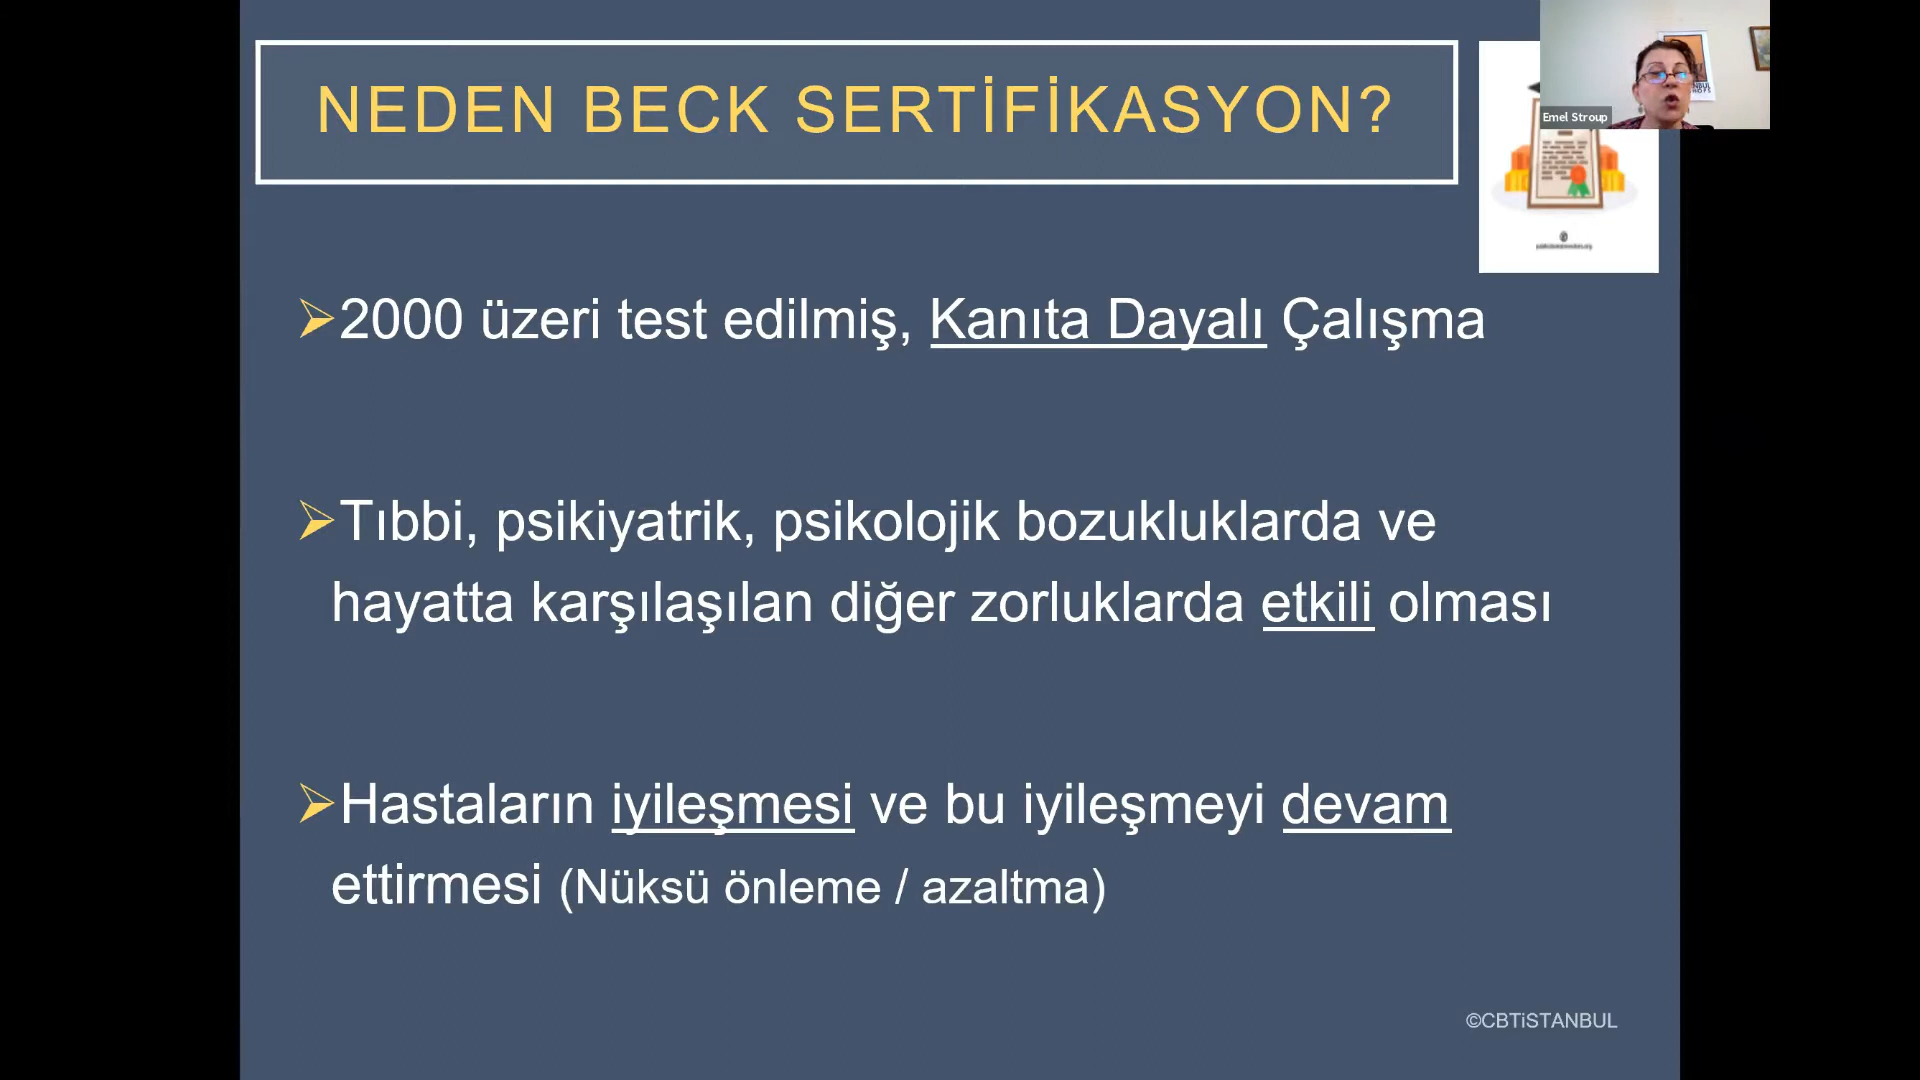 NEDEN BECK SERTİFİKASYON?
Emel Stroup
➢2000 üzeri test edilmiş, Kanıta Dayalı Çalışma
➢Tıbbi, psikiyatrik, psikolojik bozukluklarda ve
hayatta karşılaşılan diğer zorluklarda etkili olması
➢Hastaların iyileşmesi ve bu iyileşmeyi devam
ettirmesi (Nüksü önleme / azaltma)
©CBTiSTANBUL